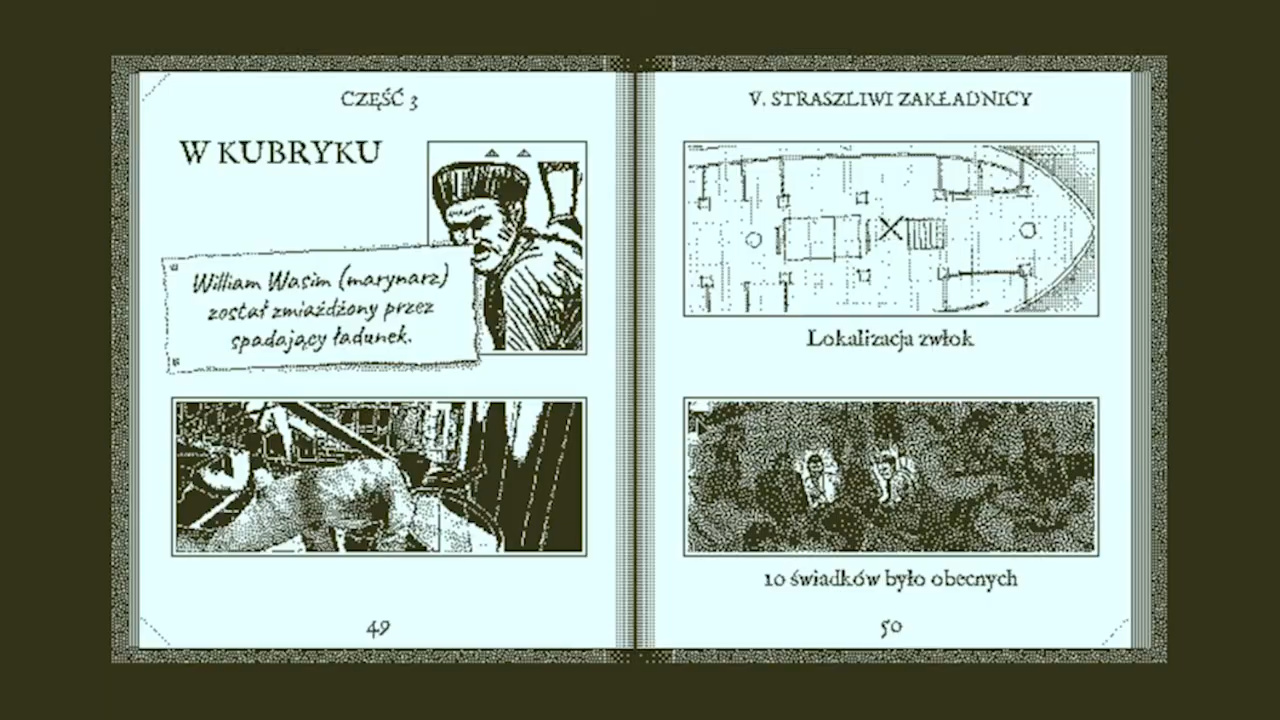 CZĘŚĆ 3
W KUBRYKU
William Wasim (marynarz)
został zmiażdżony przez
spadający ładunek.
49
V. STRASZLIWI ZAKŁADNICY
Lokalizacja zwłok
10 świadków było obecnych
50